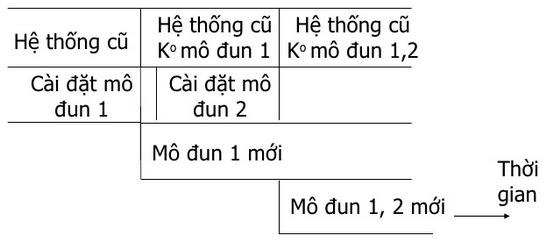 Hệ thống cũ
Hệ thống cũ
Kº mô đun 1
Hệ thống cũ
Kº mô đun 1,2
Cài đặt mô
đun 1
Cài đặt mô
đun 2
Mô đun 1 mới
Mô đun 1, 2 mới
Thời
gian